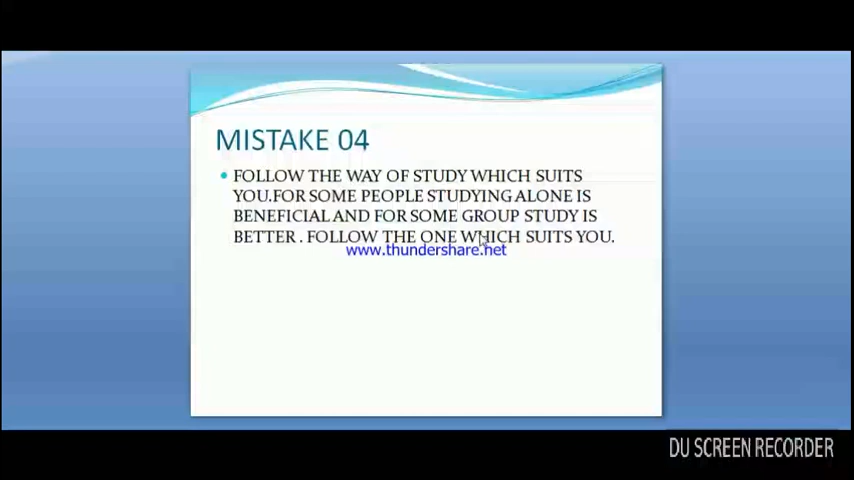 MISTAKE 04
FOLLOW THE WAY OF STUDY WHICH SUITS
YOU.FOR SOME PEOPLE STUDYING ALONE IS
BENEFICIAL AND FOR SOME GROUP STUDY IS
BETTER . FOLLOW THE ONE WHICH SUITS YOU.
www.thundershare.net
DU SCREEN RECORDER